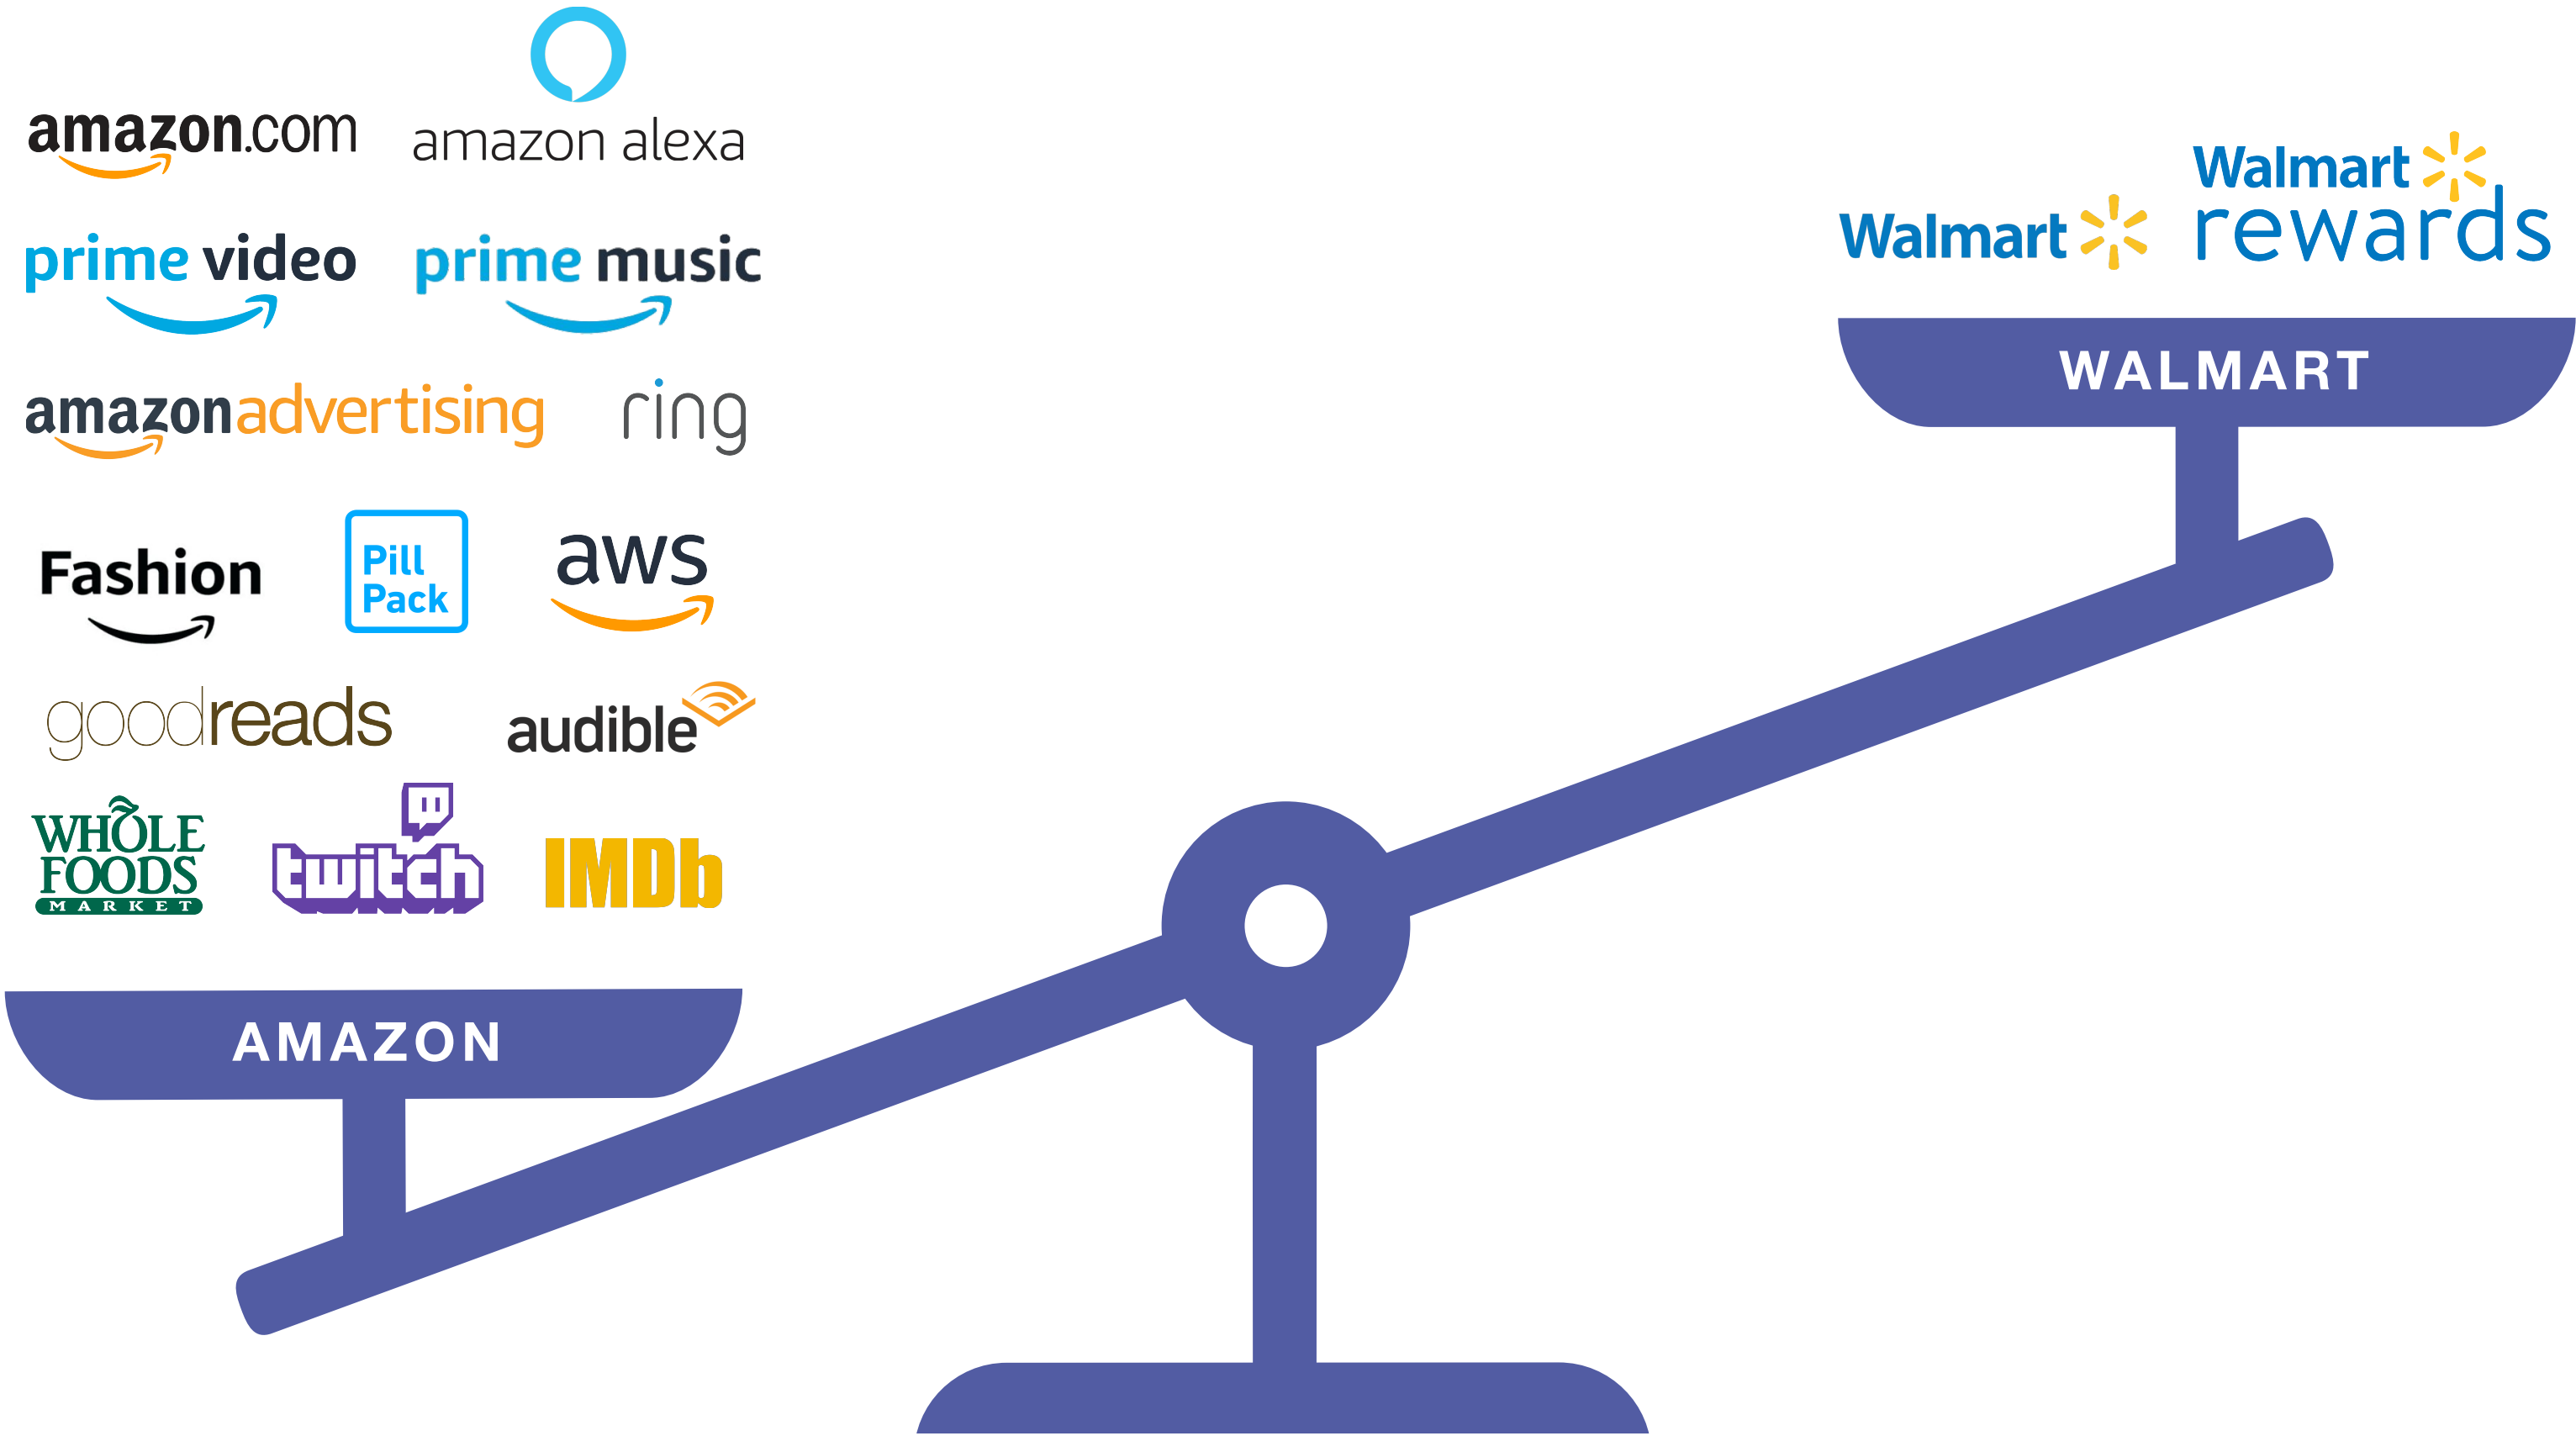 amazon.com
amazon alexa
prime video
prime music
amazonadvertising
ring
Fashion
Pill
Pack
aws
goodreads
audible
WHOLE
FOODS
MARKET
twitch
IMDb
AMAZON
Walmart
Walmart
rewards
WALMART